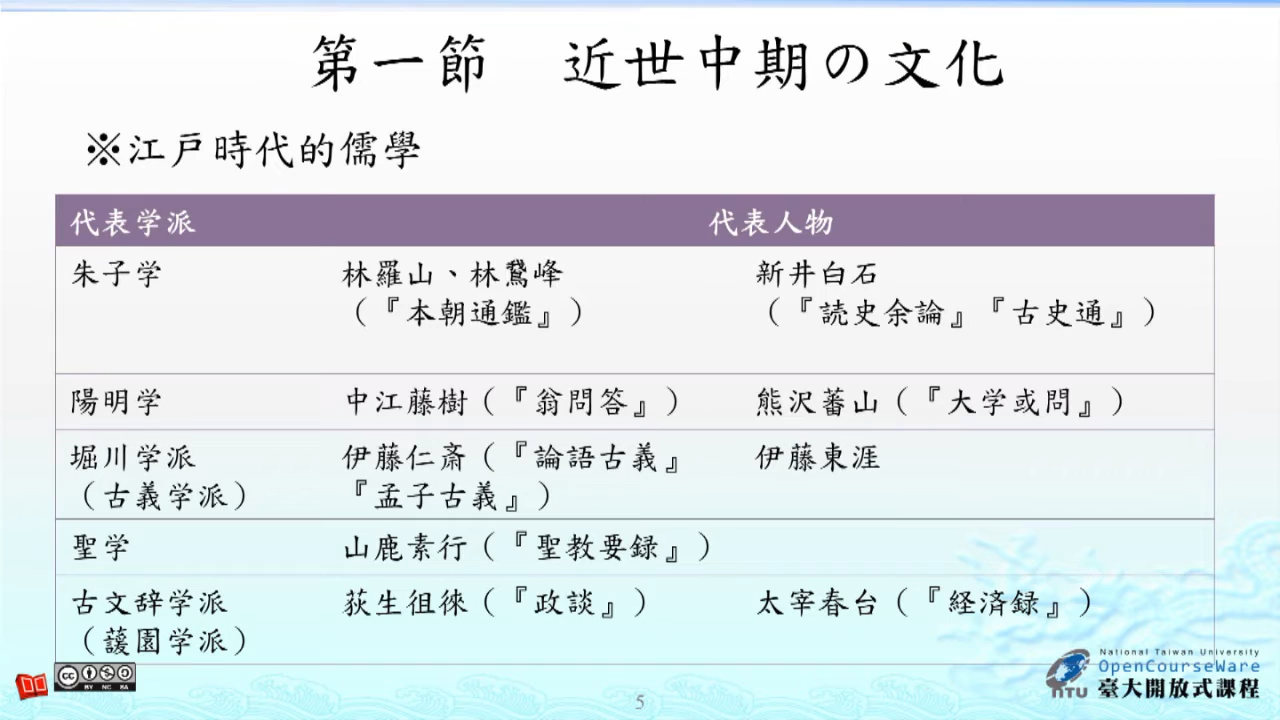 第一節　近世中期の文化
※江戸時代的儒學
代表学派　代表人物
朱子学　林羅山、林鵞峰　新井白石
（『本朝通鑑』）　（『読史余論』『古史通』）
陽明学　中江藤樹（『翁問答』）　熊沢蕃山（『大学或問』）
堀川学派　伊藤仁斎（『論語古義』　伊藤東涯
（古義学派）　『孟子古義』）
聖学　山鹿素行（『聖教要録』）
古文辞学派　荻生徂徠（『政談』）　太宰春台（『経済録』）
（蘐園学派）
National Taiwan University
OpenCourseWare
NTU 臺大開放式課程
cc BY NC SA
5